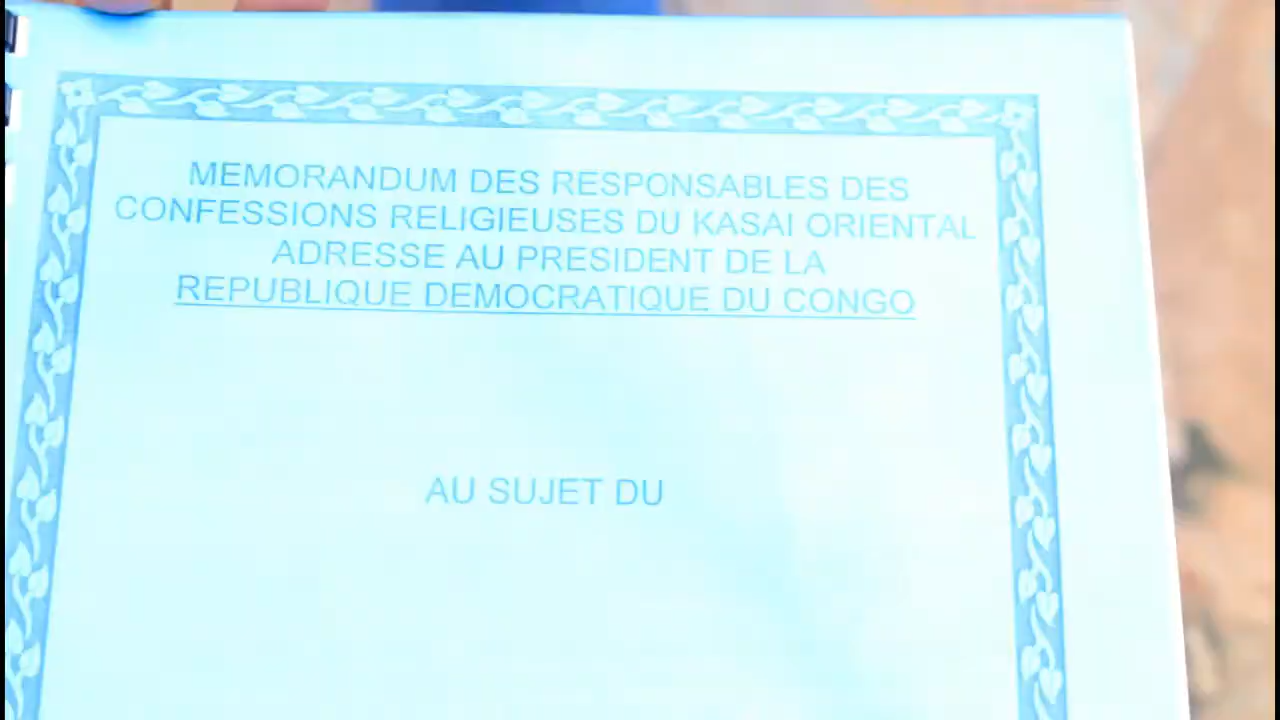 MEMORANDUM DES RESPONSABLES DES
CONFESSIONS RELIGIEUSES DU KASAI ORIENTAL
ADRESSE AU PRESIDENT DE LA
REPUBLIQUE DEMOCRATIQUE DU CONGO
AU SUJET DU